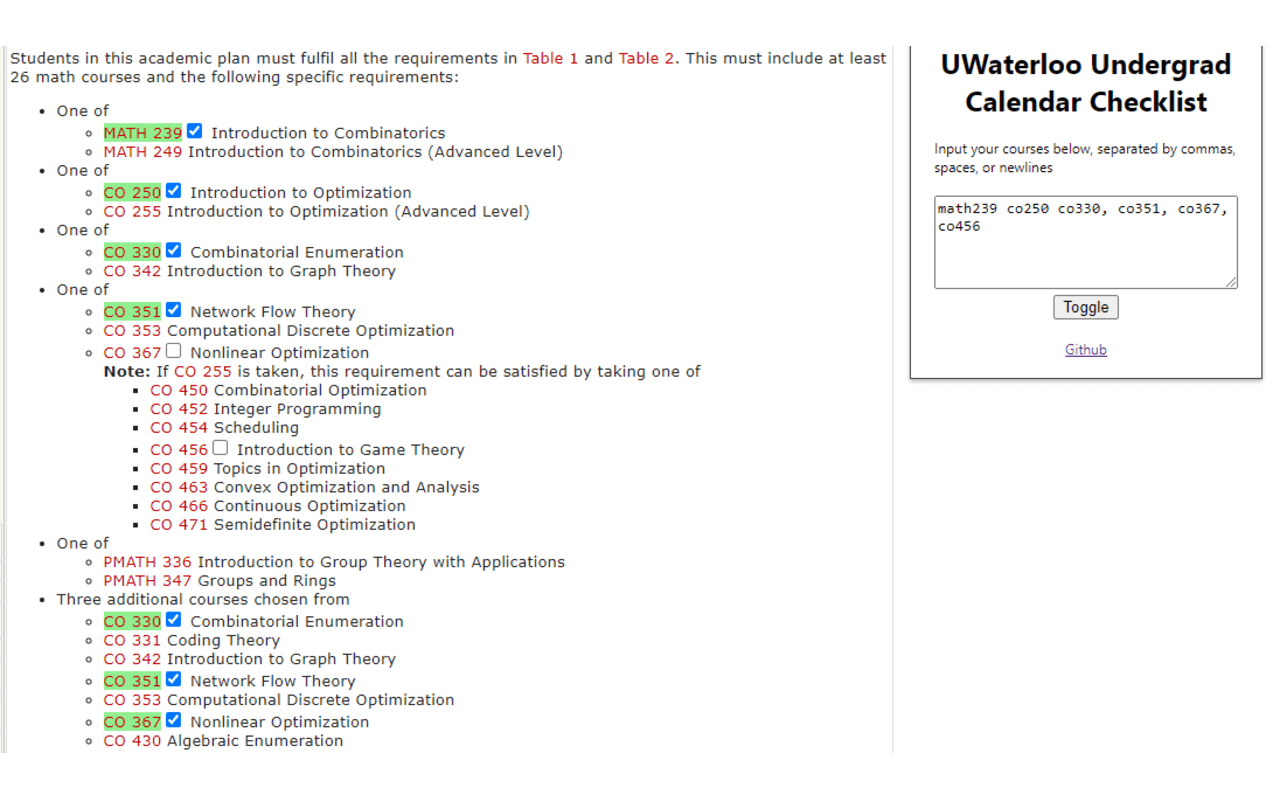 Students in this academic plan must fulfil all the requirements in Table 1 and Table 2. This must include at least
26 math courses and the following specific requirements:
One of
MATH 239 Introduction to Combinatorics
MATH 249 Introduction to Combinatorics (Advanced Level)
One of
CO 250 Introduction to Optimization
CO 255 Introduction to Optimization (Advanced Level)
One of
CO 330 Combinatorial Enumeration
CO 342 Introduction to Graph Theory
One of
CO 351 Network Flow Theory
CO 353 Computational Discrete Optimization
CO 367 Nonlinear Optimization
Note: If CO 255 is taken, this requirement can be satisfied by taking one of
CO 450 Combinatorial Optimization
CO 452 Integer Programming
CO 454 Scheduling
CO 456 Introduction to Game Theory
CO 459 Topics in Optimization
CO 463 Convex Optimization and Analysis
CO 466 Continuous Optimization
CO 471 Semidefinite Optimization
One of
PMATH 336 Introduction to Group Theory with Applications
PMATH 347 Groups and Rings
Three additional courses chosen from
CO 330 Combinatorial Enumeration
CO 331 Coding Theory
CO 342 Introduction to Graph Theory
CO 351 Network Flow Theory
CO 353 Computational Discrete Optimization
CO 367 Nonlinear Optimization
CO 430 Algebraic Enumeration
UWaterloo Undergrad
Calendar Checklist
Input your courses below, separated by commas,
spaces, or newlines
math239 co250 co330, co351, co367,
co456
Toggle
Github